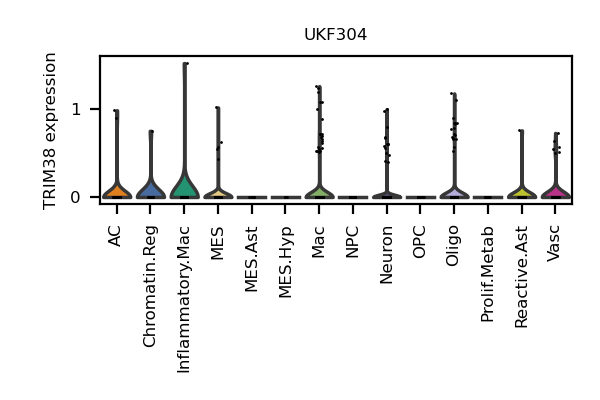 UKF304
TRIM38 expression
1
0
AC
Chromatin.Reg
Inflammatory.Mac
MES
MES.Ast
MES.Hyp
Mac
NPC
Neuron
OPC
Oligo
Prolif.Metab
Reactive.Ast
Vasc